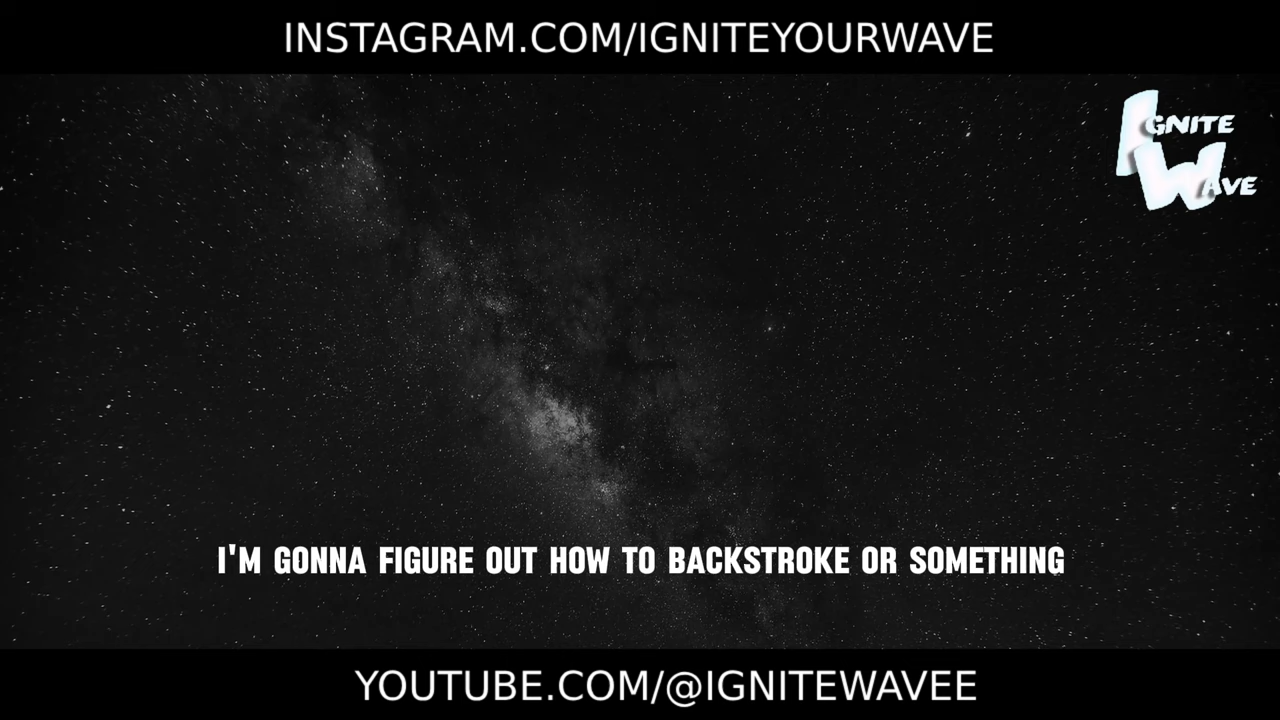 INSTAGRAM.COM/IGNITEYOURWAVE
IGNITE
WAVE
I'M GONNA FIGURE OUT HOW TO BACKSTROKE OR SOMETHING
YOUTUBE.COM/@IGNITEWAVEE